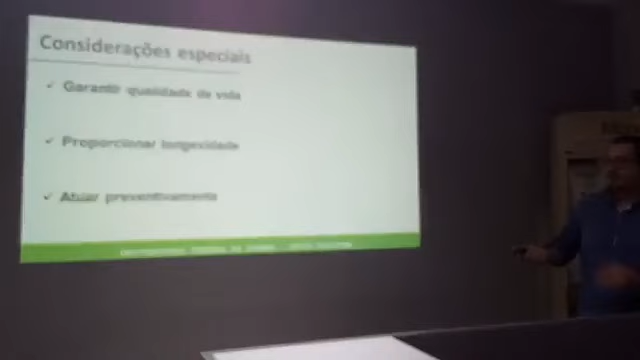 Considerações especiais
✓ Garantir qualidade de vida
✓ Proporcionar longevidade
✓ Atuar preventivamente